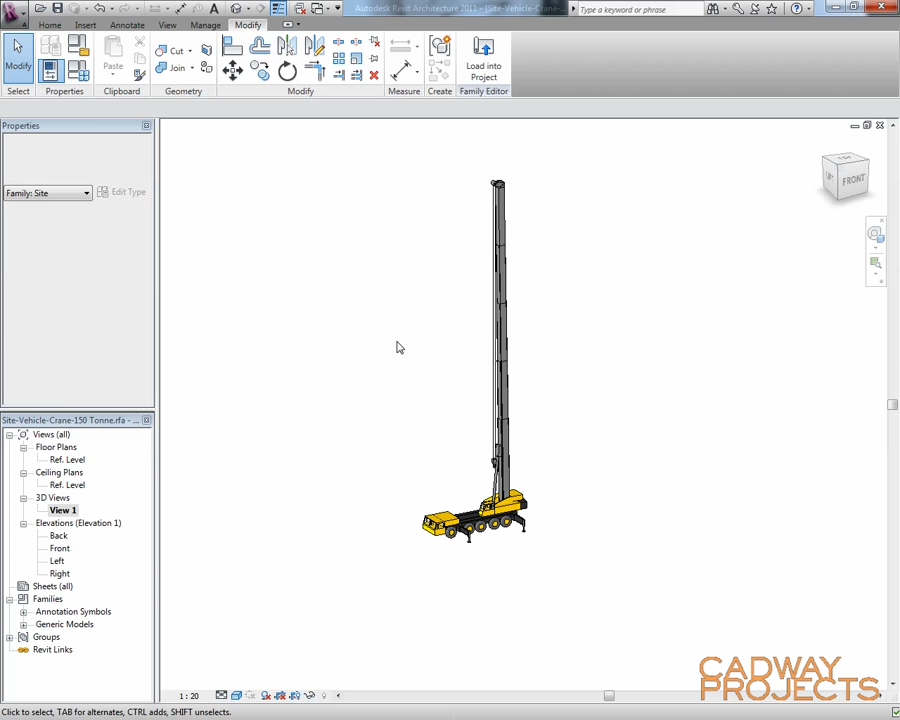 Autodesk Revit Architecture 2011 - [Site-Vehicle-Crane-...
Type a keyword or phrase
Home Insert Annotate View Manage Modify
Modify
Paste
Cut
Join
Load into
Project
Select Properties Clipboard Geometry Modify Measure Create Family Editor
Properties
Family: Site
Edit Type
FRONT
Site-Vehicle-Crane-150 Tonne.rfa - ...
Views (all)
Floor Plans
Ref. Level
Ceiling Plans
Ref. Level
3D Views
View 1
Elevations (Elevation 1)
Back
Front
Left
Right
Sheets (all)
Families
Annotation Symbols
Generic Models
Groups
Revit Links
1 : 20
CADWAY
PROJECTS
Click to select, TAB for alternates, CTRL adds, SHIFT unselects.